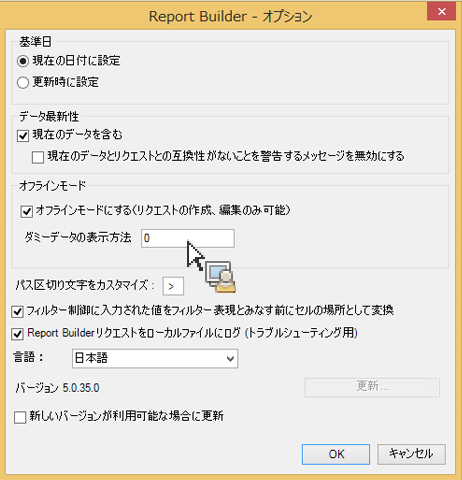 Report Builder - オプション
基準日
現在の日付に設定
更新時に設定
データ最新性
現在のデータを含む
現在のデータとリクエストとの互換性がないことを警告するメッセージを無効にする
オフラインモード
オフラインモードにする(リクエストの作成、編集のみ可能)
ダミーデータの表示方法 0
パス区切り文字をカスタマイズ: >
フィルター制御に入力された値をフィルター表現とみなす前にセルの場所として変換
Report Builderリクエストをローカルファイルにログ (トラブルシューティング用)
言語: 日本語
バージョン 5.0.35.0 更新...
新しいバージョンが利用可能な場合に更新
OK キャンセル